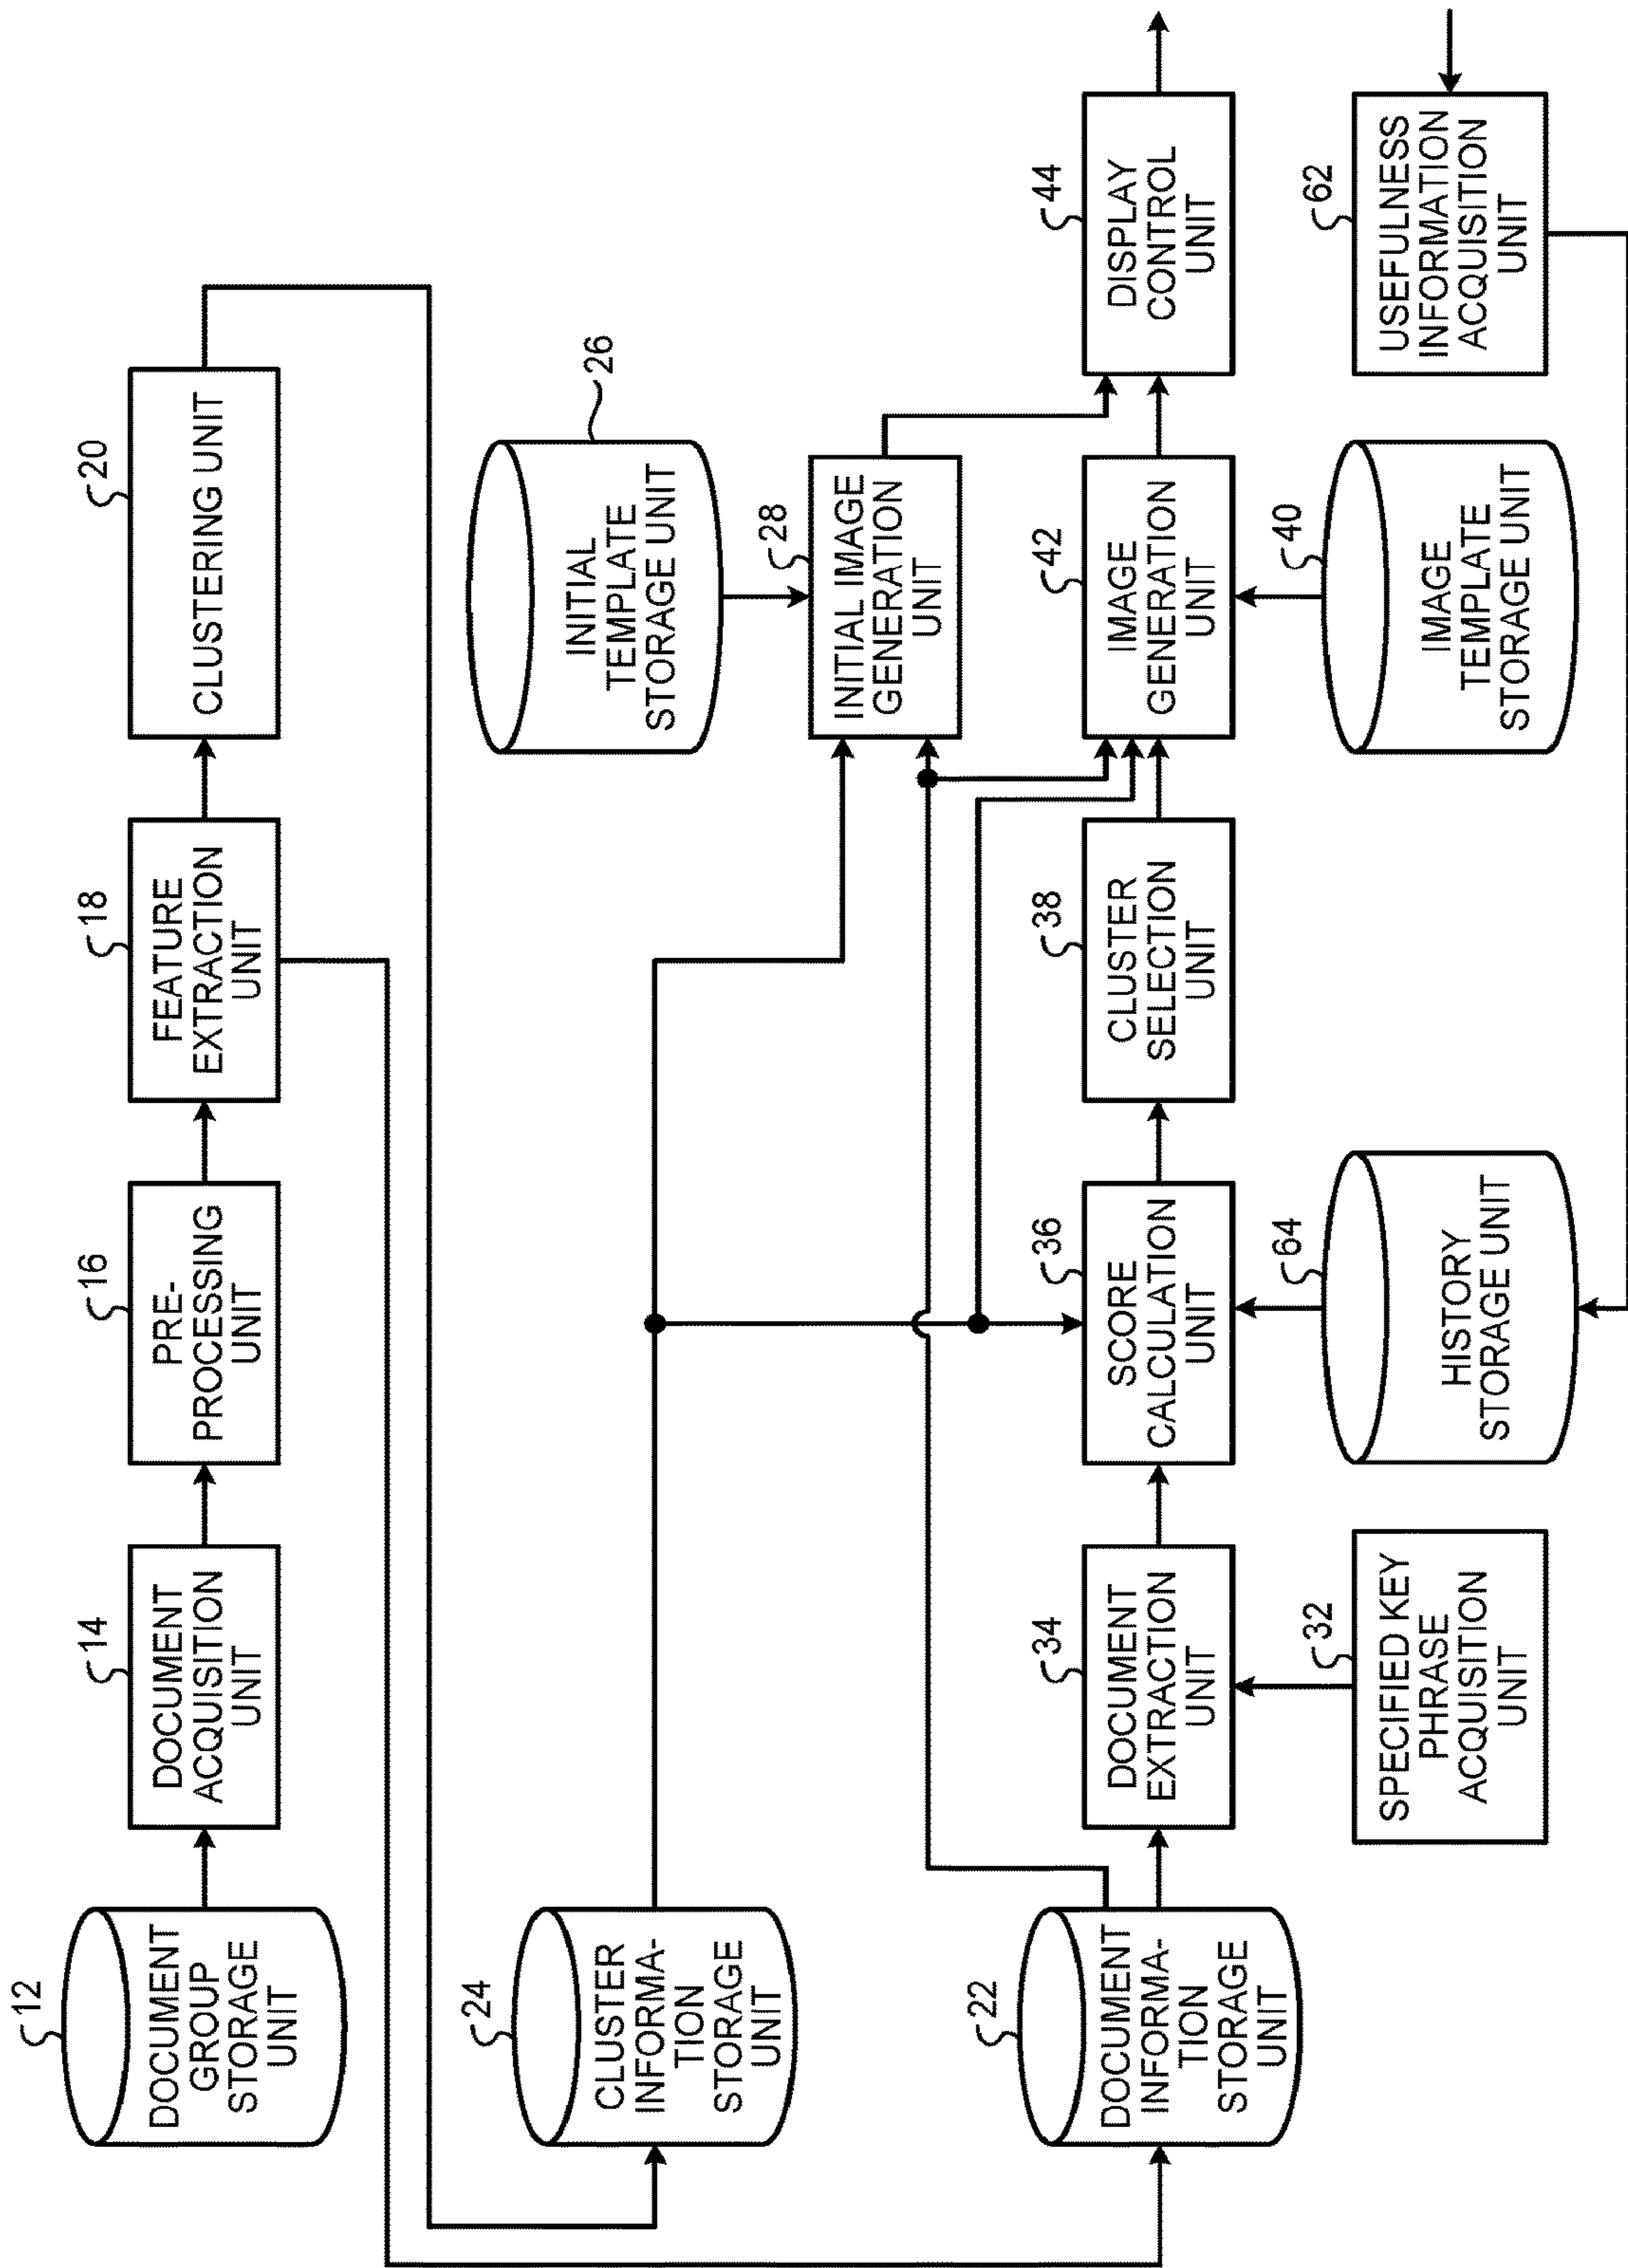 12
DOCUMENT
GROUP
STORAGE
UNIT
14
DOCUMENT
ACQUISITION
UNIT
16
PRE-
PROCESSING
UNIT
18
FEATURE
EXTRACTION
UNIT
20
CLUSTERING UNIT
24
CLUSTER
INFORMA-
TION
STORAGE
UNIT
26
INITIAL
TEMPLATE
STORAGE UNIT
28
INITIAL IMAGE
GENERATION
UNIT
22
DOCUMENT
INFORMA-
TION
STORAGE
UNIT
34
DOCUMENT
EXTRACTION
UNIT
36
SCORE
CALCULATION
UNIT
38
CLUSTER
SELECTION
UNIT
42
IMAGE
GENERATION
UNIT
44
DISPLAY
CONTROL
UNIT
32
SPECIFIED KEY
PHRASE
ACQUISITION
UNIT
64
HISTORY
STORAGE UNIT
40
IMAGE
TEMPLATE
STORAGE UNIT
62
USEFULNESS
INFORMATION
ACQUISITION
UNIT